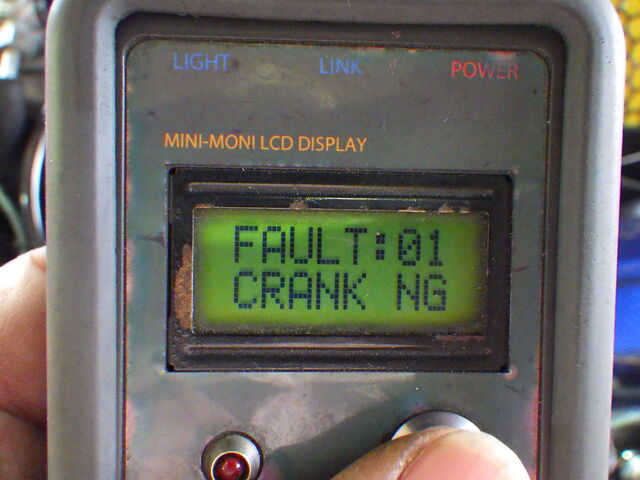 LIGHT LINK POWER
MINI-MONI LCD DISPLAY
FAULT:01
CRANK NG